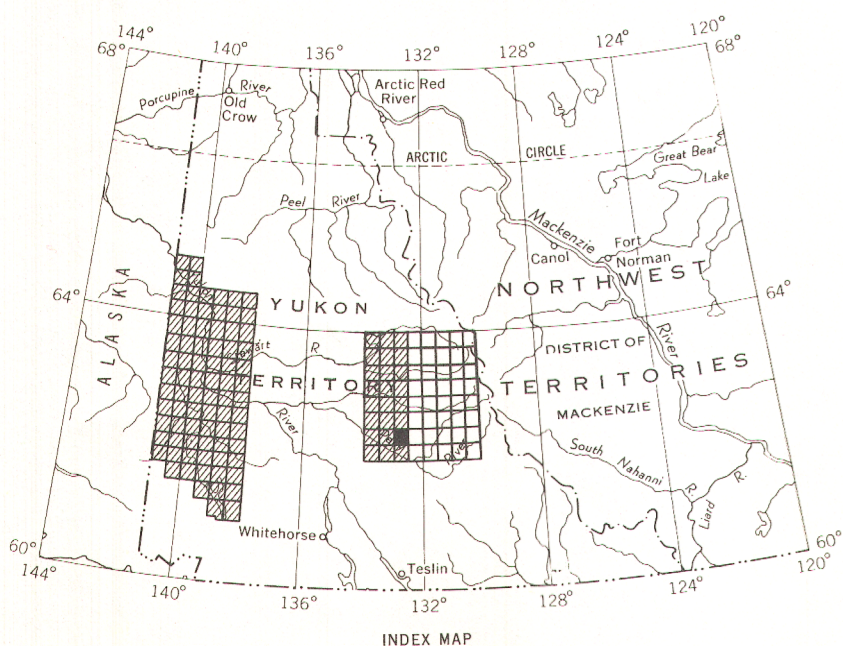 144°
140°
136°
132°
128°
124°
120°
68°
68°
Porcupine River
Old
Crow
Arctic Red
River
ARCTIC CIRCLE
Great Bear
Lake
Peel River
Mackenzie
Canol
Fort
Norman
NORTHWEST
64°
64°
ALASKA
YUKON
R.
DISTRICT OF
River
TERRITORY
TERRITORIES
MACKENZIE
River
River
South Nahanni
R.
Liard R.
Whitehorse
Teslin
60°
60°
144°
140°
136°
132°
128°
124°
120°
INDEX MAP